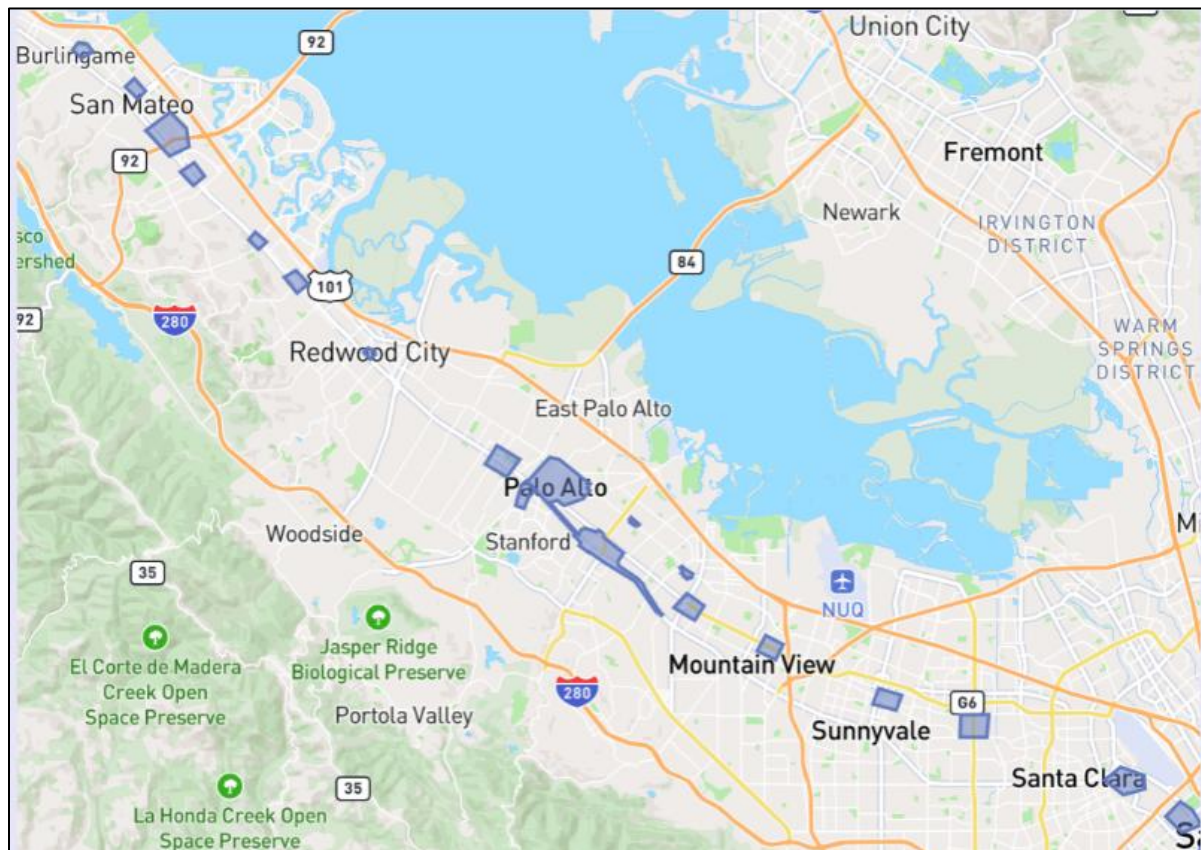 Union City
92
Burlingame
San Mateo
92
Fremont
Newark
IRVINGTON
DISTRICT
sco
ershed
84
101
280
92
WARM
SPRINGS
DISTRICT
Redwood City
East Palo Alto
Palo Alto
Woodside
Stanford
35
NUQ
El Corte de Madera
Creek Open
Space Preserve
Jasper Ridge
Biological Preserve
Mountain View
280
Portola Valley
G6
Sunnyvale
Santa Clara
35
La Honda Creek Open
Space Preserve